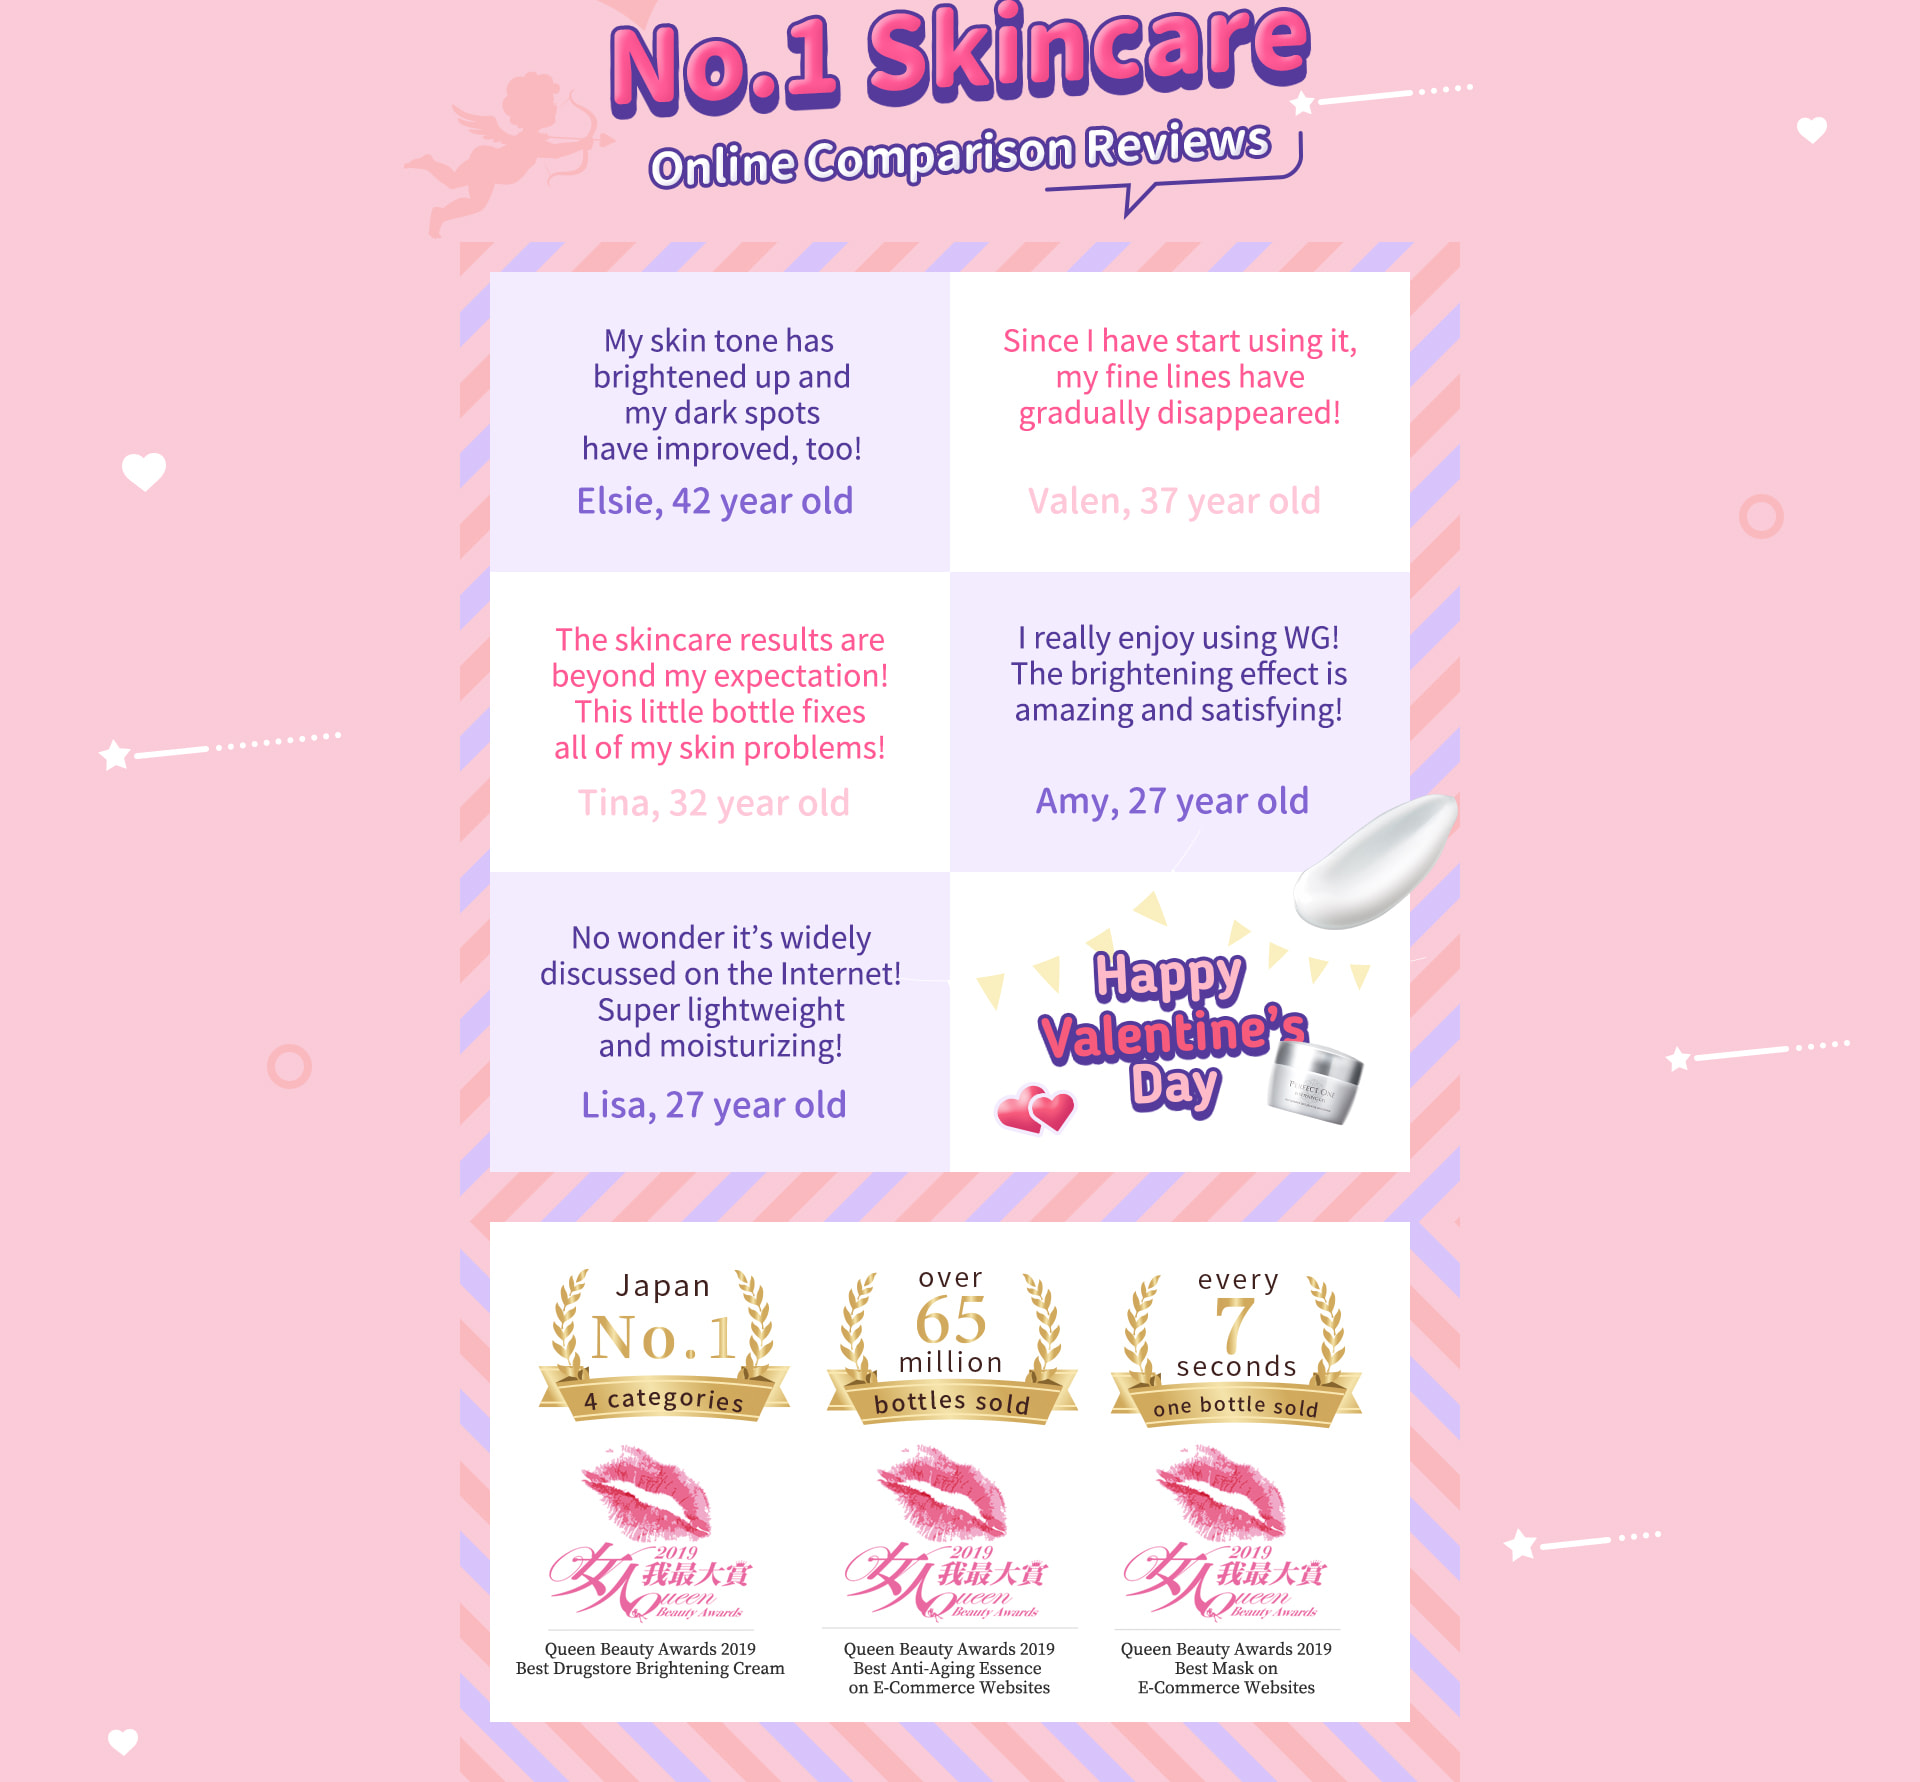 No.1 Skincare
Online Comparison Reviews
My skin tone has
brightened up and
my dark spots
have improved, too!
Elsie, 42 year old
Since I have start using it,
my fine lines have
gradually disappeared!
Valen, 37 year old
The skincare results are
beyond my expectation!
This little bottle fixes
all of my skin problems!
Tina, 32 year old
I really enjoy using WG!
The brightening effect is
amazing and satisfying!
Amy, 27 year old
No wonder it’s widely
discussed on the Internet!
Super lightweight
and moisturizing!
Lisa, 27 year old
Happy
Valentine’s
Day
PERFECT ONE
Japan
No.1
4 categories
over
65
million
bottles sold
every
7
seconds
one bottle sold
2019
女人我最大賞
Queen
Beauty Awards
Queen Beauty Awards 2019
Best Drugstore Brightening Cream
2019
女人我最大賞
Queen
Beauty Awards
Queen Beauty Awards 2019
Best Anti-Aging Essence
on E-Commerce Websites
2019
女人我最大賞
Queen
Beauty Awards
Queen Beauty Awards 2019
Best Mask on
E-Commerce Websites